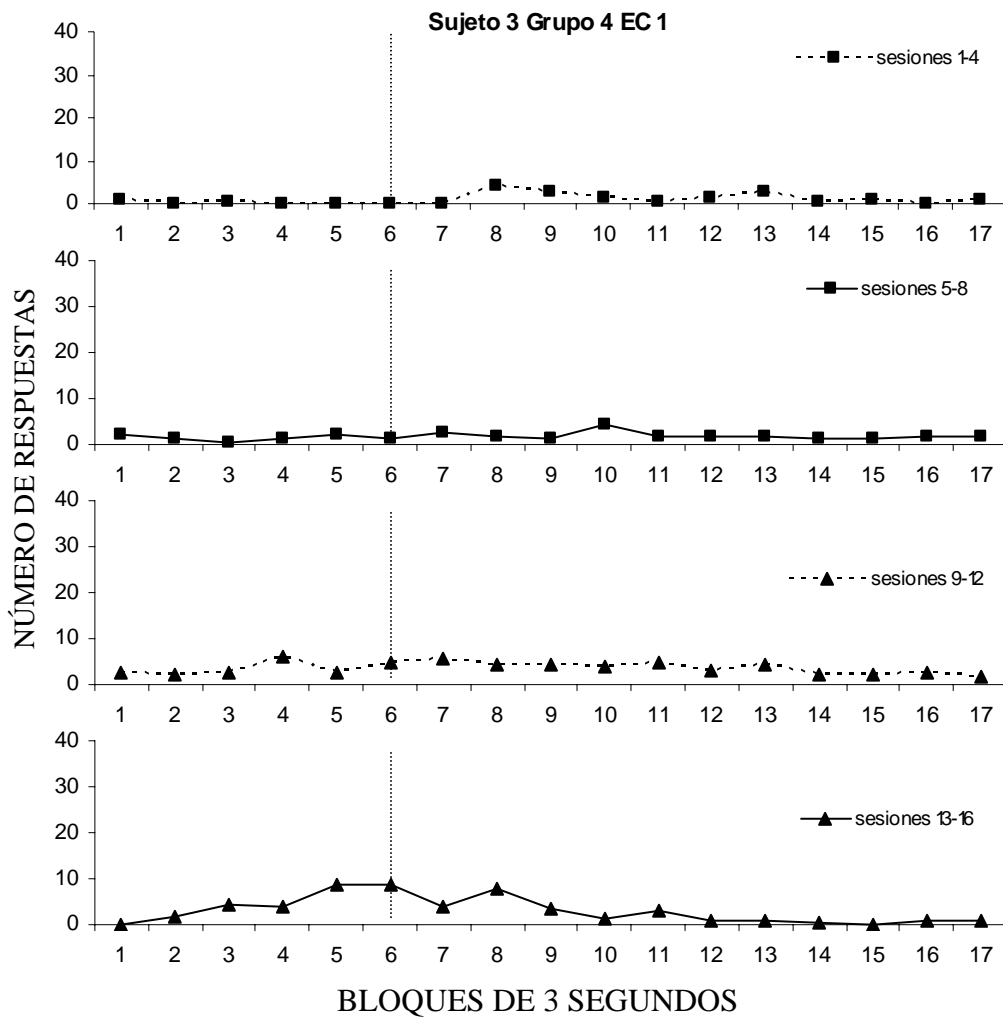 Sujeto 3 Grupo 4 EC 1
NÚMERO DE RESPUESTAS
40
30
20
10
0
sesiones 1-4
1 2 3 4 5 6 7 8 9 10 11 12 13 14 15 16 17
40
30
20
10
0
sesiones 5-8
1 2 3 4 5 6 7 8 9 10 11 12 13 14 15 16 17
40
30
20
10
0
sesiones 9-12
1 2 3 4 5 6 7 8 9 10 11 12 13 14 15 16 17
40
30
20
10
0
sesiones 13-16
1 2 3 4 5 6 7 8 9 10 11 12 13 14 15 16 17
BLOQUES DE 3 SEGUNDOS